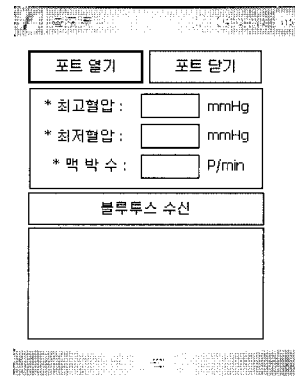 포트 열기 포트 닫기
* 최고혈압 : mmHg
* 최저혈압 : mmHg
* 맥 박 수 : P/min
블루투스 수신